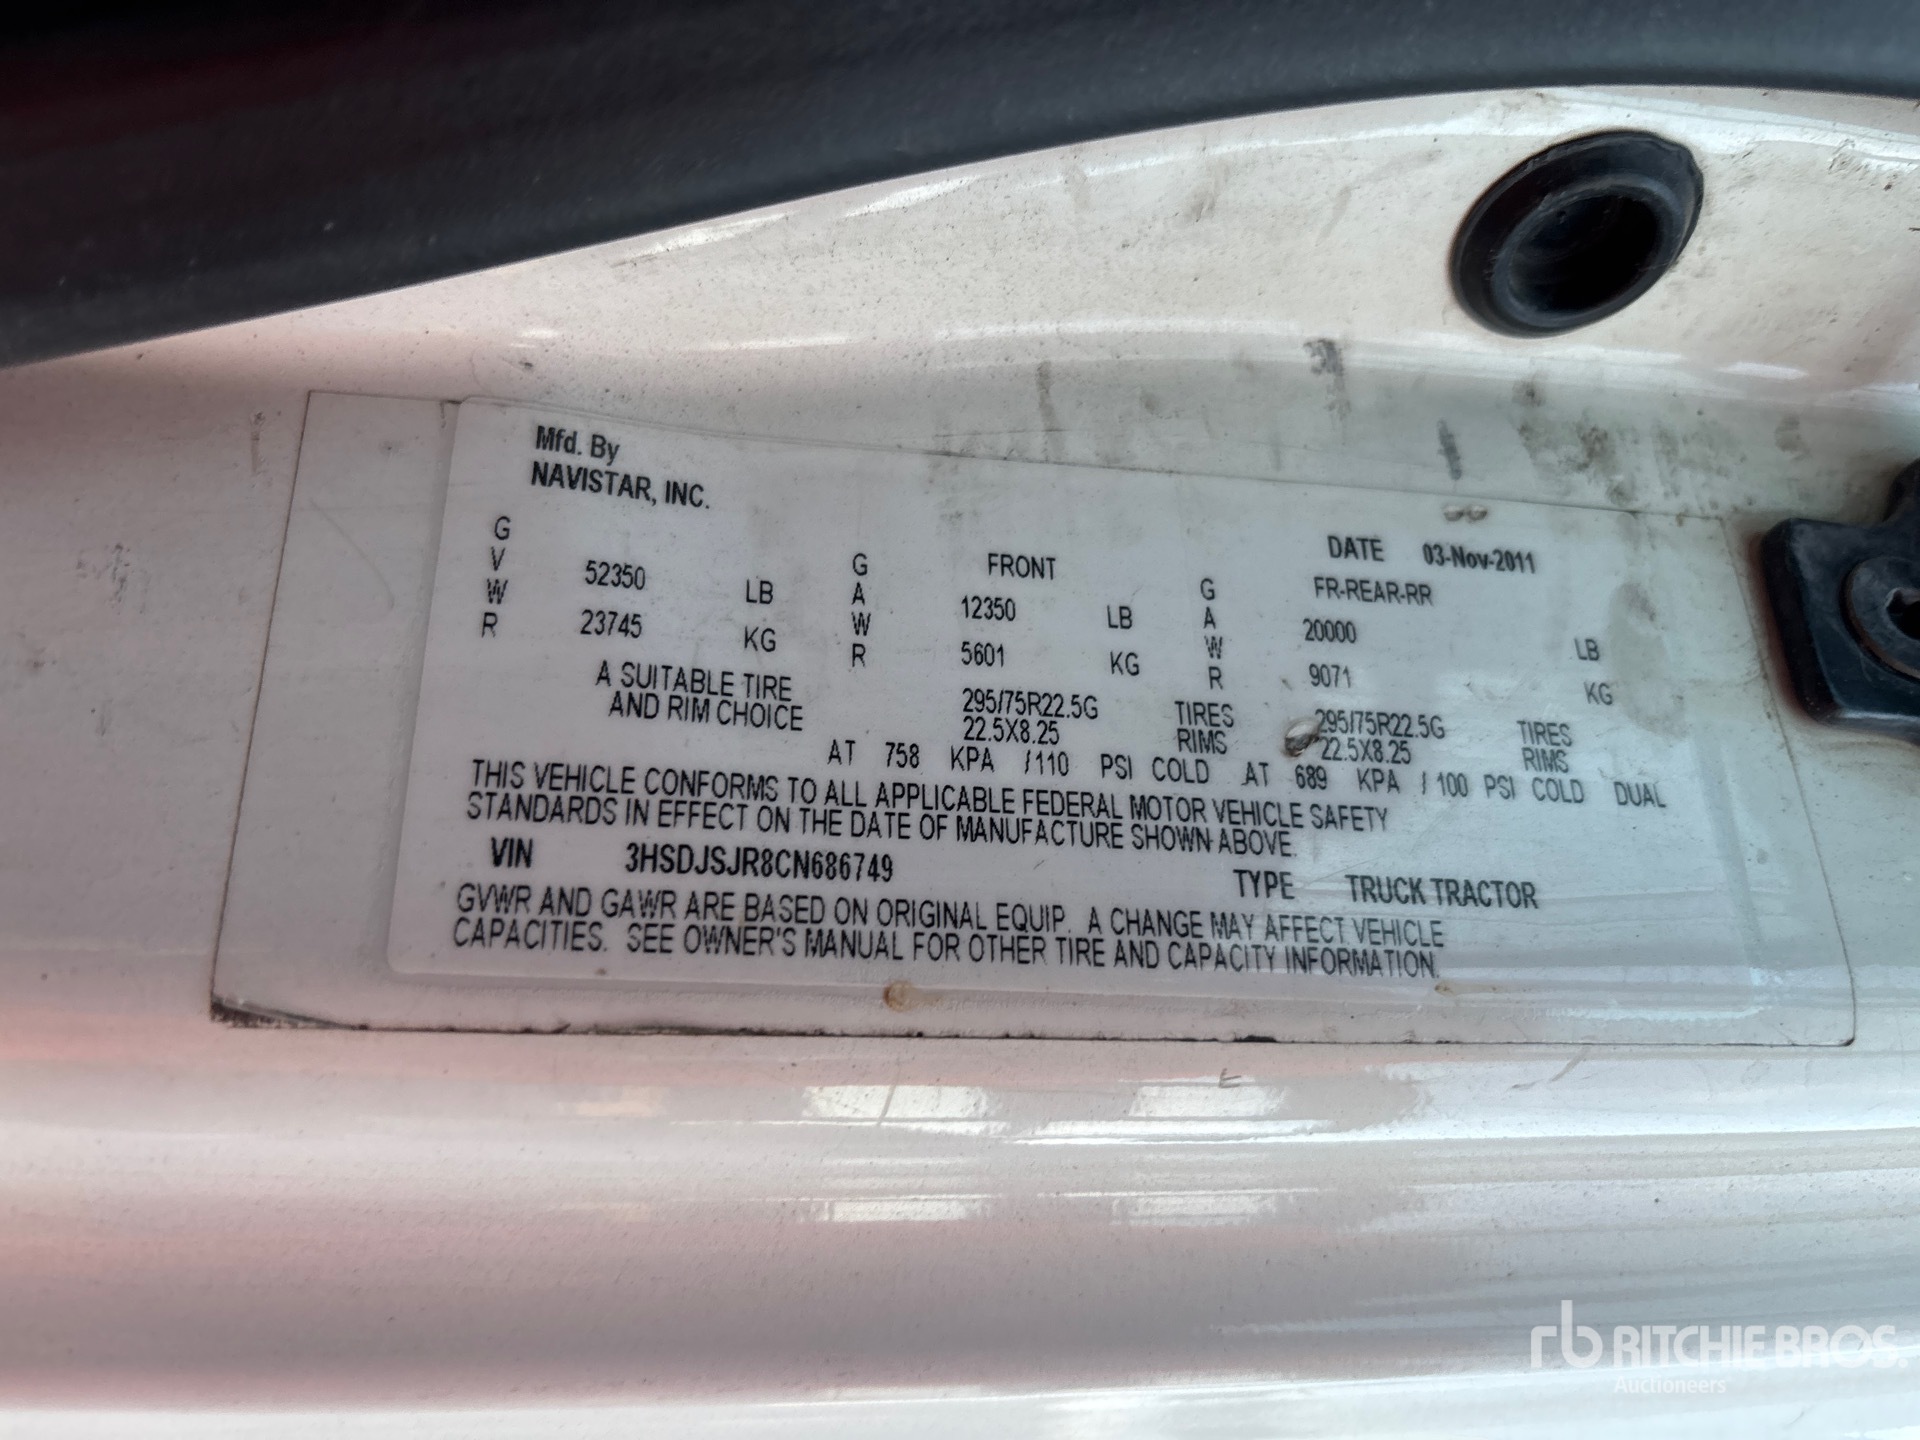 Mfd. By
NAVISTAR, INC.
DATE 03-Nov-2011
G V W R
52350 LB
23745 KG
G A W R
FRONT
12350 LB
5601 KG
G A W R
FR-REAR-RR
20000 LB
9071 KG
A SUITABLE TIRE 295/75R22.5G TIRES 295/75R22.5G TIRES
AND RIM CHOICE 22.5X8.25 RIMS 22.5X8.25 RIMS
AT 758 KPA /110 PSI COLD AT 689 KPA / 100 PSI COLD DUAL
THIS VEHICLE CONFORMS TO ALL APPLICABLE FEDERAL MOTOR VEHICLE SAFETY
STANDARDS IN EFFECT ON THE DATE OF MANUFACTURE SHOWN ABOVE.
VIN 3HSDJSJR8CN686749 TYPE TRUCK TRACTOR
GVWR AND GAWR ARE BASED ON ORIGINAL EQUIP. A CHANGE MAY AFFECT VEHICLE
CAPACITIES. SEE OWNER'S MANUAL FOR OTHER TIRE AND CAPACITY INFORMATION.
rb RITCHIE BROS.
Auctioneers